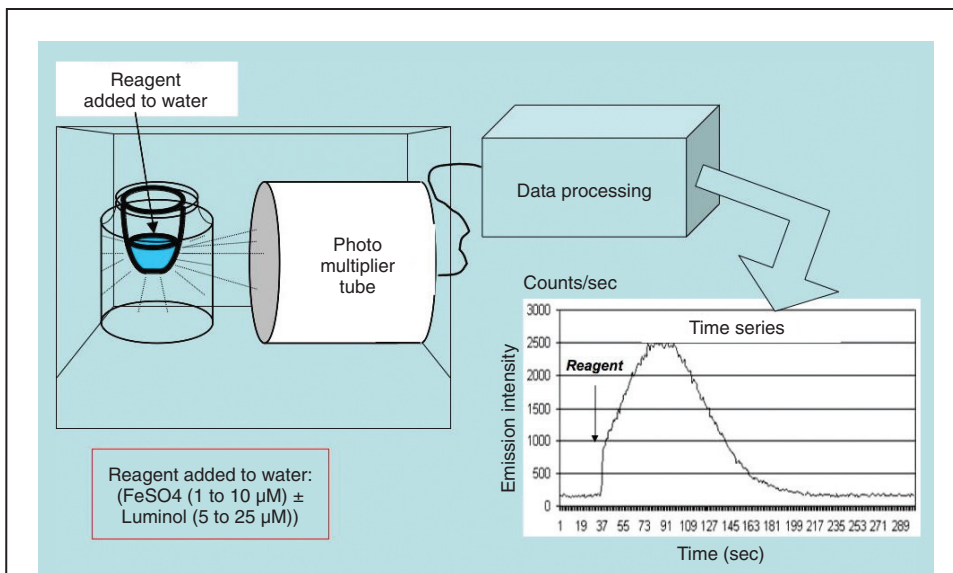 Reagent
added to water
Data processing
Photo
multiplier
tube
Reagent added to water:
(FeSO4 (1 to 10 μM) ±
Luminol (5 to 25 μM))
Counts/sec
Time series
Reagent
Emission intensity
3000
2500
2000
1500
1000
500
0
1 19 37 55 73 91 109 127 145 163 181 199 217 235 253 271 289
Time (sec)